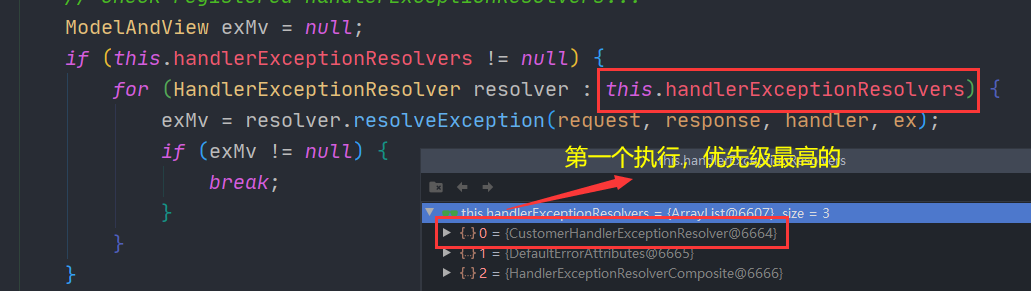 // Check registered HandlerExceptionResolvers...
ModelAndView exMv = null;
if (this.handlerExceptionResolvers != null) {
for (HandlerExceptionResolver resolver : this.handlerExceptionResolvers) {
exMv = resolver.resolveException(request, response, handler, ex);
if (exMv != null) {
第一个执行，优先级最高的
this.handlerExceptionResolvers
break;
}
this.handlerExceptionResolvers = {ArrayList@6607} size = 3
0 = {CustomerHandlerExceptionResolver@6664}
}
1 = {DefaultErrorAttributes@6665}
}
2 = {HandlerExceptionResolverComposite@6666}